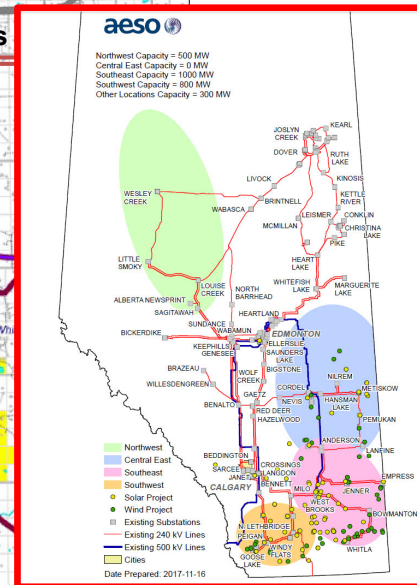 s
aeso
Northwest Capacity = 500 MW
Central East Capacity = 0 MW
Southeast Capacity = 1000 MW
Southwest Capacity = 800 MW
Other Locations Capacity = 300 MW
JOSLYN CREEK
KEARL
DOVER
RUTH LAKE
LIVOCK
KINOSIS
WESLEY CREEK
BRINTNELL
KETTLE RIVER
WABASCA
LEISMER
CONKLIN
MCMILLAN
CHRISTINA LAKE
PIKE
LITTLE SMOKY
HEART LAKE
LOUISE CREEK
WHITEFISH LAKE
MARGUERITE LAKE
ALBERTA NEWSPRINT
NORTH BARRHEAD
SAGITAWAH
HEARTLAND
SUNDANCE
BICKERDIKE
WABAMUN
EDMONTON
KEEPHILLS
ELLERSLIE
GENESEE
SAUNDERS LAKE
BRAZEAU
BIGSTONE
WOLF CREEK
NILREM
WILLESDENGREEN
CORDEL
METISKOW
GAETZ
NEVIS
HANSMAN LAKE
BENALTO
RED DEER
HAZELWOOD
PEMUKAN
ANDERSON
LANFINE
Northwest
Central East
Southeast
Southwest
Solar Project
Wind Project
Existing Substations
Existing 240 kV Lines
Existing 500 kV Lines
Cities
Date Prepared: 2017-11-16
BEDDINGTON
CROSSINGS
SARCEE
LANGDON
EMPRESS
JANET
BENNETT
MILO
JENNER
CALGARY
WEST BROOKS
BOWMANTON
N. LETHBRIDGE
PEIGAN
WINDY FLATS
WHITLA
GOOSE LAKE